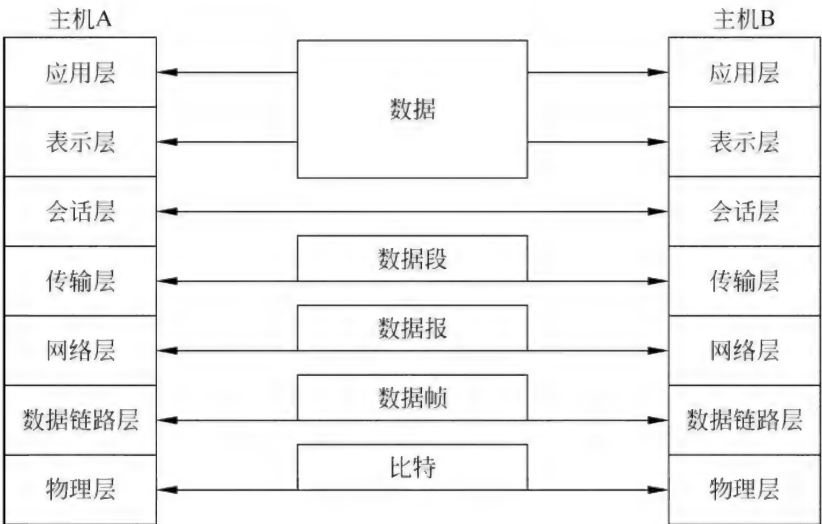 主机A 主机B
应用层 数据 应用层
表示层 表示层
会话层 会话层
传输层 数据段 传输层
网络层 数据报 网络层
数据链路层 数据帧 数据链路层
物理层 比特 物理层